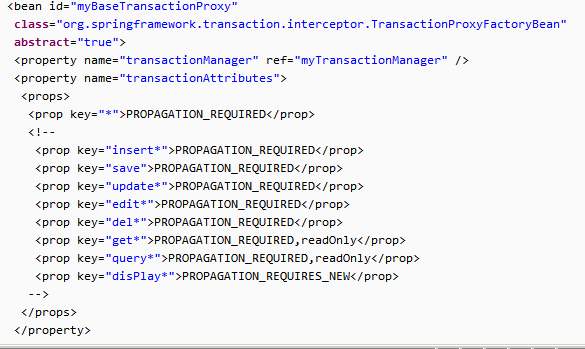 <bean id="myBaseTransactionProxy"
class="org.springframework.transaction.interceptor.TransactionProxyFactoryBean"
abstract="true">
<property name="transactionManager" ref="myTransactionManager" />
<property name="transactionAttributes">
<props>
<prop key="*">PROPAGATION_REQUIRED</prop>
<!--
<prop key="insert*">PROPAGATION_REQUIRED</prop>
<prop key="save">PROPAGATION_REQUIRED</prop>
<prop key="update*">PROPAGATION_REQUIRED</prop>
<prop key="edit*">PROPAGATION_REQUIRED</prop>
<prop key="del*">PROPAGATION_REQUIRED</prop>
<prop key="get*">PROPAGATION_REQUIRED,readOnly</prop>
<prop key="query*">PROPAGATION_REQUIRED,readOnly</prop>
<prop key="disPlay*">PROPAGATION_REQUIRES_NEW</prop>
-->
</props>
</property>